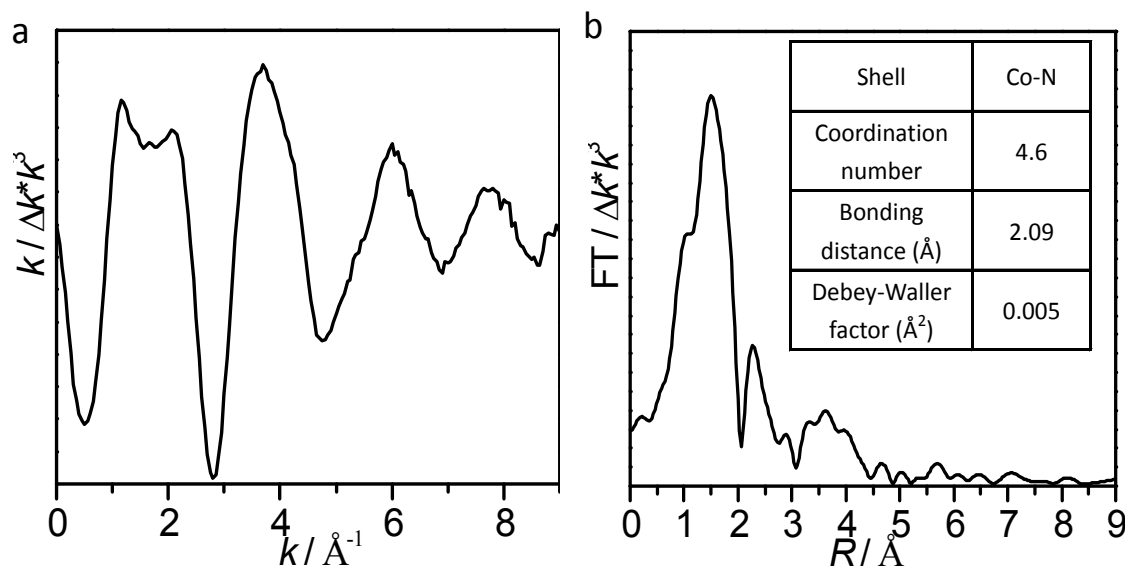 a
k / Δk*k³
0 2 4 6 8
k / Å⁻¹
b
FT / Δk*k³
Shell Co-N
Coordination
number
4.6
Bonding
distance (Å)
2.09
Debey-Waller
factor (Å²)
0.005
0 1 2 3 4 5 6 7 8 9
R / Å